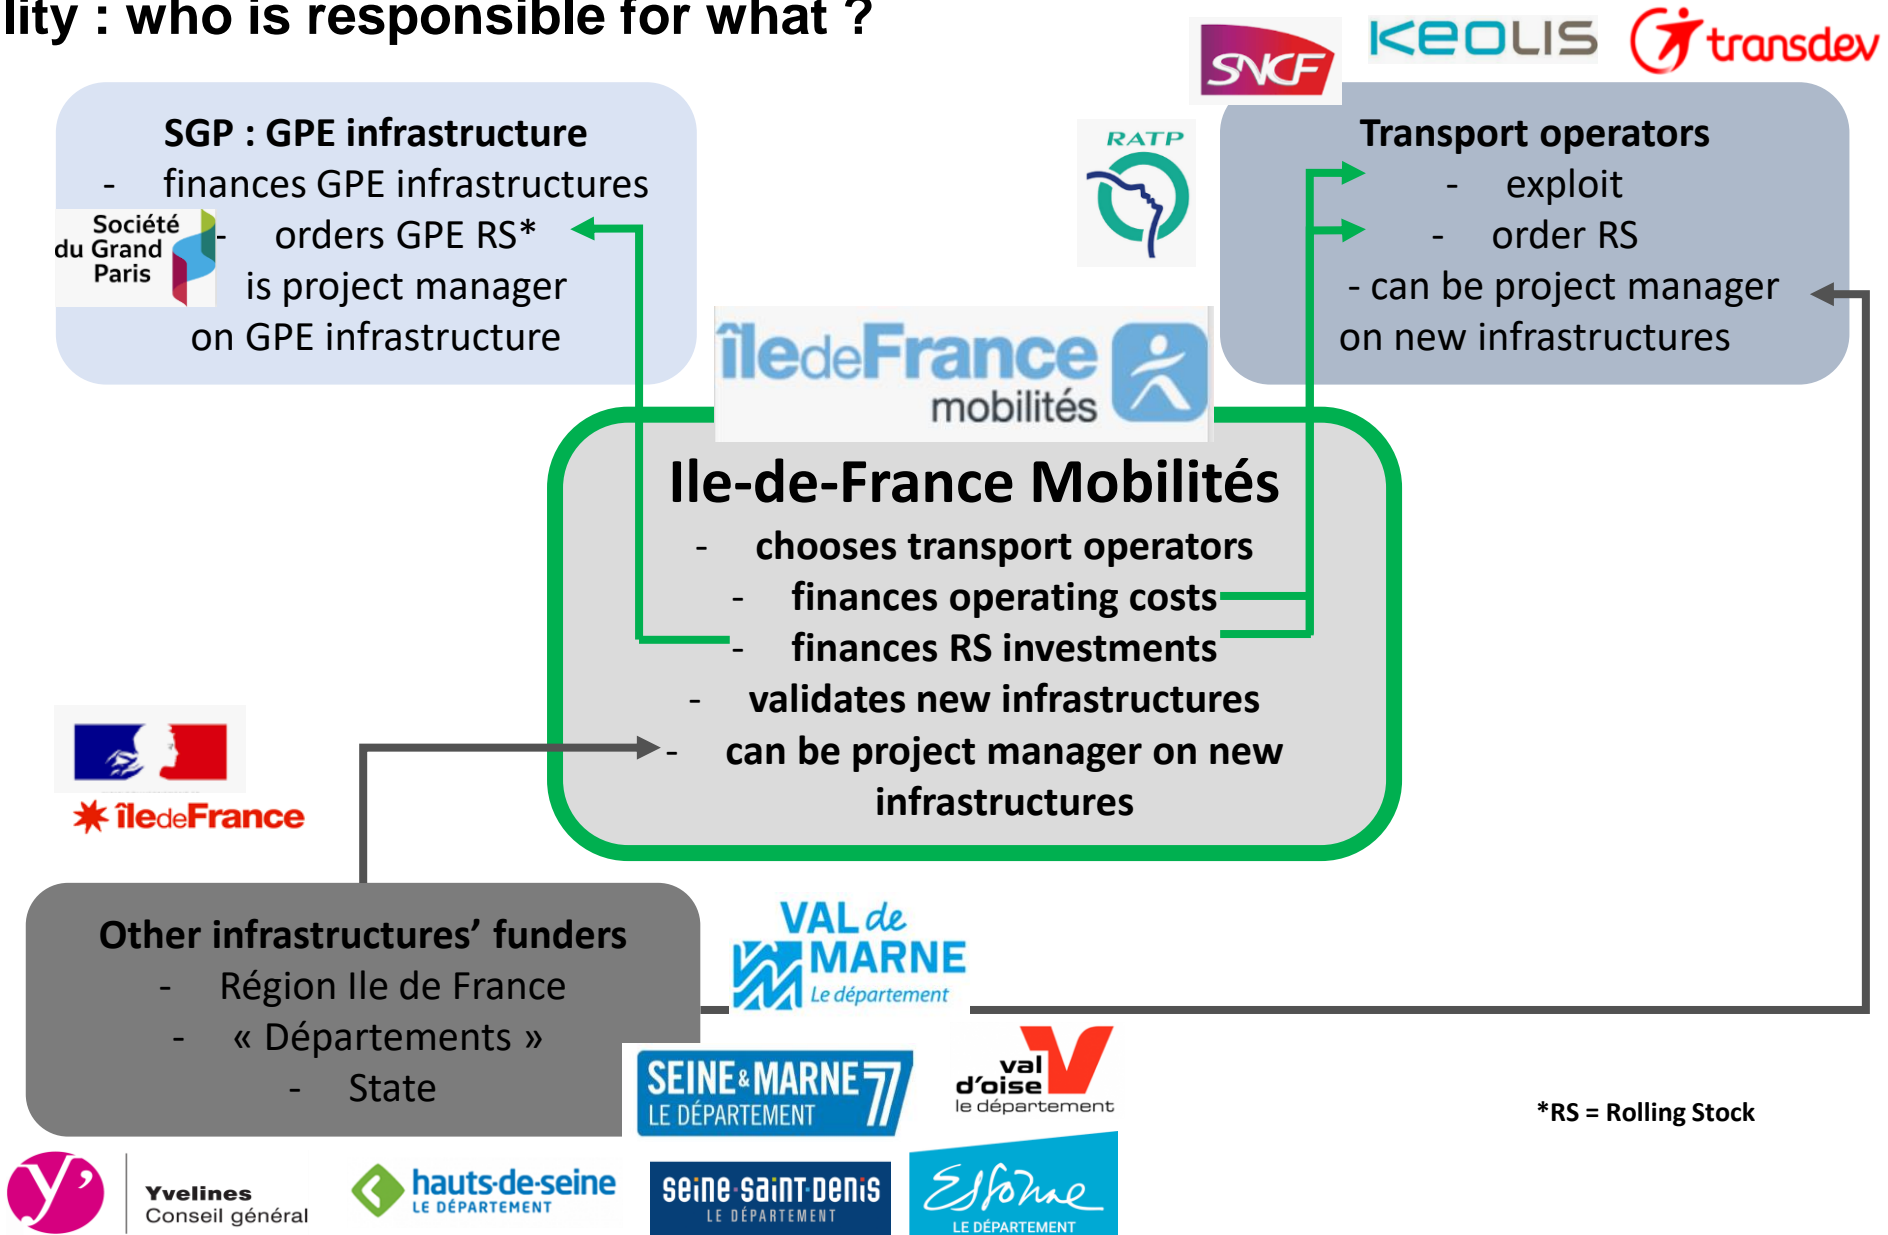 lity : who is responsible for what ?
SNCF
KEOLIS
transdev
RATP
SGP : GPE infrastructure
- finances GPE infrastructures
- orders GPE RS*
is project manager
on GPE infrastructure
Société
du Grand
Paris
Transport operators
- exploit
- order RS
- can be project manager
on new infrastructures
îledeFrance
mobilités
Ile-de-France Mobilités
- chooses transport operators
- finances operating costs
- finances RS investments
- validates new infrastructures
- can be project manager on new
infrastructures
îledeFrance
Other infrastructures’ funders
- Région Ile de France
- « Départements »
- State
VAL de
MARNE
Le département
SEINE&MARNE 77
LE DÉPARTEMENT
val
d'oise
le département
*RS = Rolling Stock
y'
Yvelines
Conseil général
hauts-de-seine
LE DÉPARTEMENT
seine-saint-denis
LE DÉPARTEMENT
Essonne
LE DÉPARTEMENT